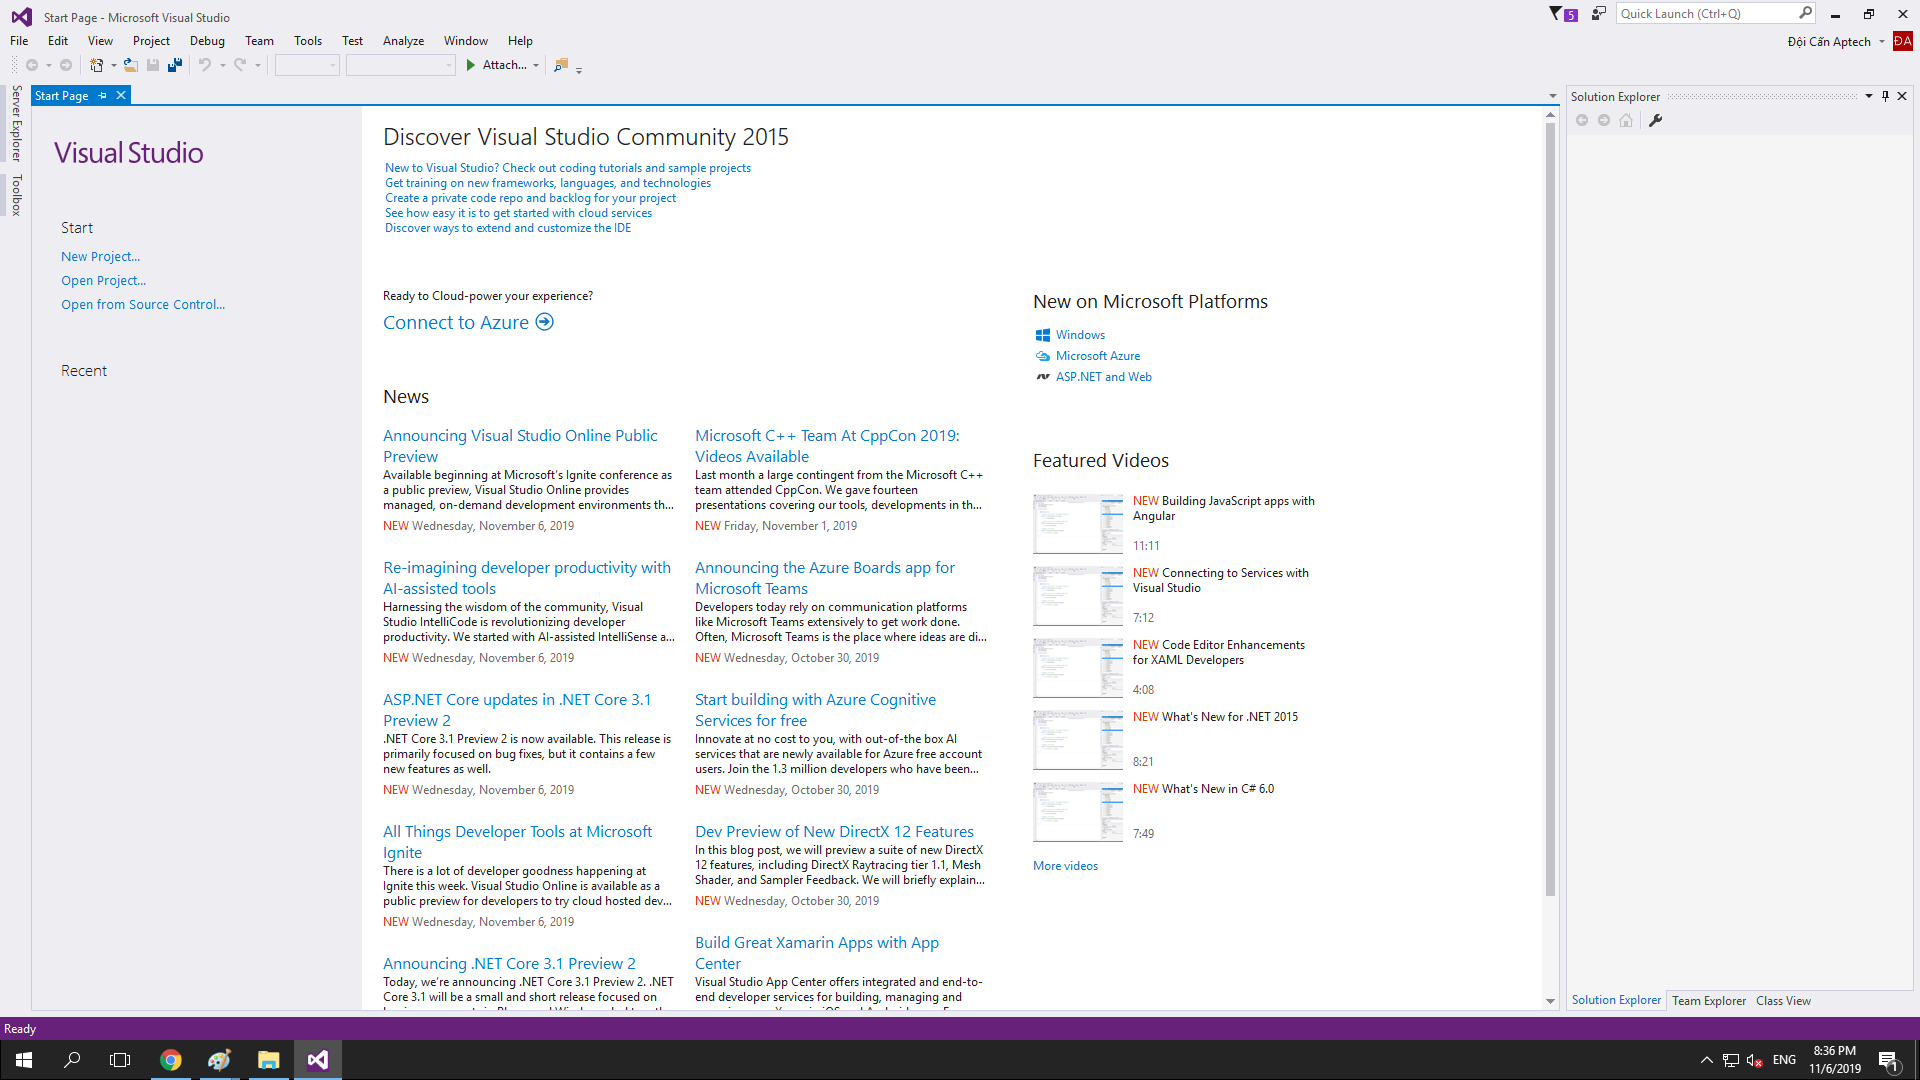 Start Page - Microsoft Visual Studio
5
Quick Launch (Ctrl+Q)
File Edit View Project Debug Team Tools Test Analyze Window Help
Đội Cấn Aptech ĐA
Attach...
Server Explorer
Toolbox
Start Page
Visual Studio
Start
New Project...
Open Project...
Open from Source Control...
Recent
Discover Visual Studio Community 2015
New to Visual Studio? Check out coding tutorials and sample projects
Get training on new frameworks, languages, and technologies
Create a private code repo and backlog for your project
See how easy it is to get started with cloud services
Discover ways to extend and customize the IDE
Ready to Cloud-power your experience?
Connect to Azure
News
Announcing Visual Studio Online Public
Preview
Available beginning at Microsoft's Ignite conference as
a public preview, Visual Studio Online provides
managed, on-demand development environments th...
NEW Wednesday, November 6, 2019
Re-imagining developer productivity with
AI-assisted tools
Harnessing the wisdom of the community, Visual
Studio IntelliCode is revolutionizing developer
productivity. We started with AI-assisted IntelliSense a...
NEW Wednesday, November 6, 2019
ASP.NET Core updates in .NET Core 3.1
Preview 2
.NET Core 3.1 Preview 2 is now available. This release is
primarily focused on bug fixes, but it contains a few
new features as well.
NEW Wednesday, November 6, 2019
All Things Developer Tools at Microsoft
Ignite
There is a lot of developer goodness happening at
Ignite this week. Visual Studio Online is available as a
public preview for developers to try cloud hosted dev...
NEW Wednesday, November 6, 2019
Announcing .NET Core 3.1 Preview 2
Today, we're announcing .NET Core 3.1 Preview 2. .NET
Core 3.1 will be a small and short release focused on
Microsoft C++ Team At CppCon 2019:
Videos Available
Last month a large contingent from the Microsoft C++
team attended CppCon. We gave fourteen
presentations covering our tools, developments in th...
NEW Friday, November 1, 2019
Announcing the Azure Boards app for
Microsoft Teams
Developers today rely on communication platforms
like Microsoft Teams extensively to get work done.
Often, Microsoft Teams is the place where ideas are di...
NEW Wednesday, October 30, 2019
Start building with Azure Cognitive
Services for free
Innovate at no cost to you, with out-of-the box AI
services that are newly available for Azure free account
users. Join the 1.3 million developers who have been...
NEW Wednesday, October 30, 2019
Dev Preview of New DirectX 12 Features
In this blog post, we will preview a suite of new DirectX
12 features, including DirectX Raytracing tier 1.1, Mesh
Shader, and Sampler Feedback. We will briefly explain...
NEW Wednesday, October 30, 2019
Build Great Xamarin Apps with App
Center
Visual Studio App Center offers integrated and end-to-
end developer services for building, managing and
New on Microsoft Platforms
Windows
Microsoft Azure
ASP.NET and Web
Featured Videos
NEW Building JavaScript apps with
Angular
11:11
NEW Connecting to Services with
Visual Studio
7:12
NEW Code Editor Enhancements
for XAML Developers
4:08
NEW What's New for .NET 2015
8:21
NEW What's New in C# 6.0
7:49
More videos
Solution Explorer
Solution Explorer Team Explorer Class View
Ready
ENG
8:36 PM
11/6/2019
1